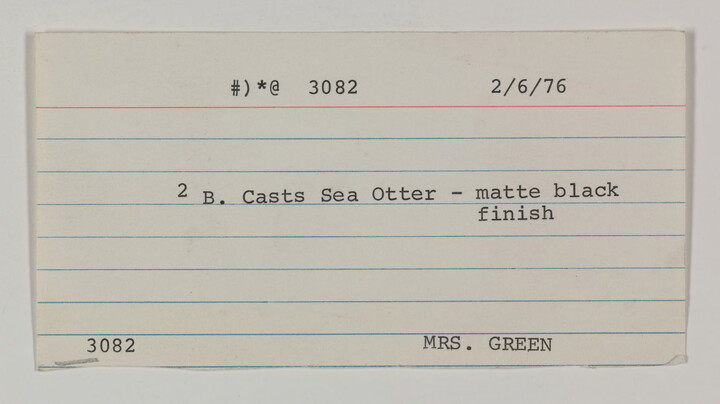 #)*@ 3082 2/6/76
2 B. Casts Sea Otter - matte black
finish
3082 MRS. GREEN